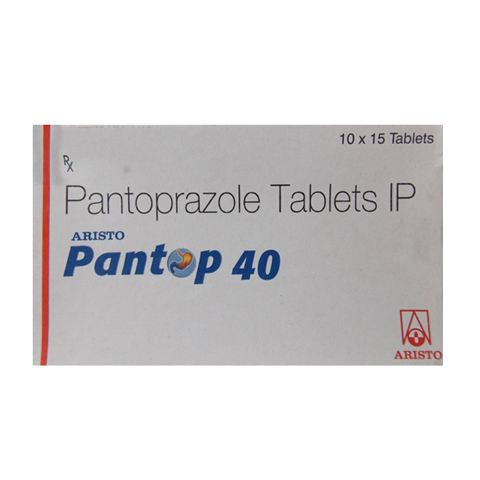 10 x 15 Tablets
Rx
Pantoprazole Tablets IP
ARISTO
Pantop 40
ARISTO